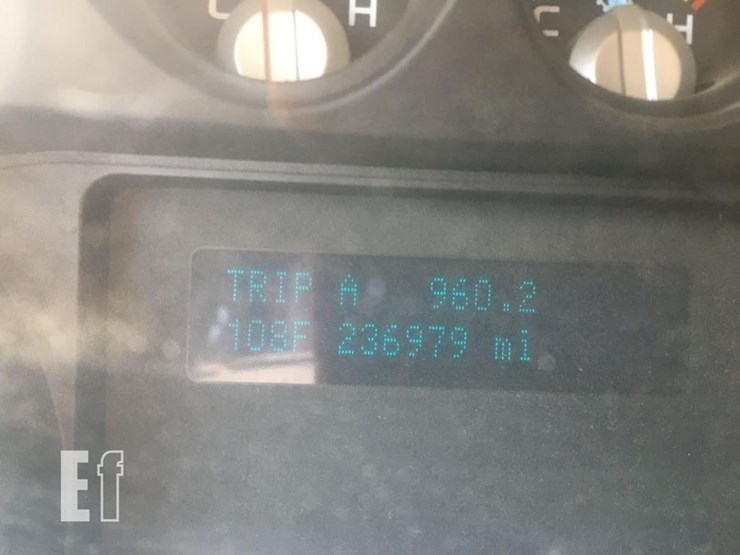 C H C H
TRIP A 960.2
108F 236979 mi
Ef